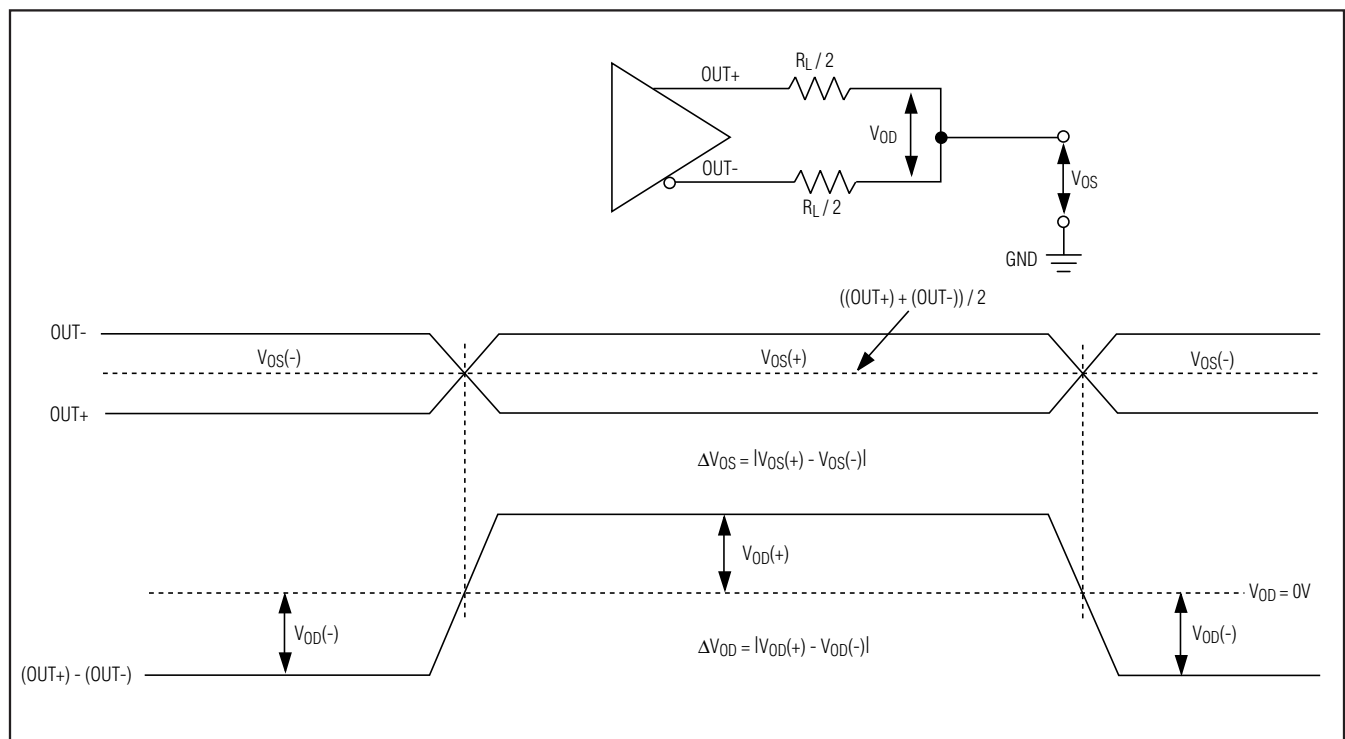 R_L / 2
OUT+
V_OD
OUT-
R_L / 2
V_OS
GND
((OUT+) + (OUT-)) / 2
OUT-
V_OS(-)
V_OS(+)
V_OS(-)
OUT+
ΔV_OS = |V_OS(+) - V_OS(-)|
V_OD(+)
V_OD = 0V
V_OD(-)
V_OD(-)
ΔV_OD = |V_OD(+) - V_OD(-)|
(OUT+) - (OUT-)